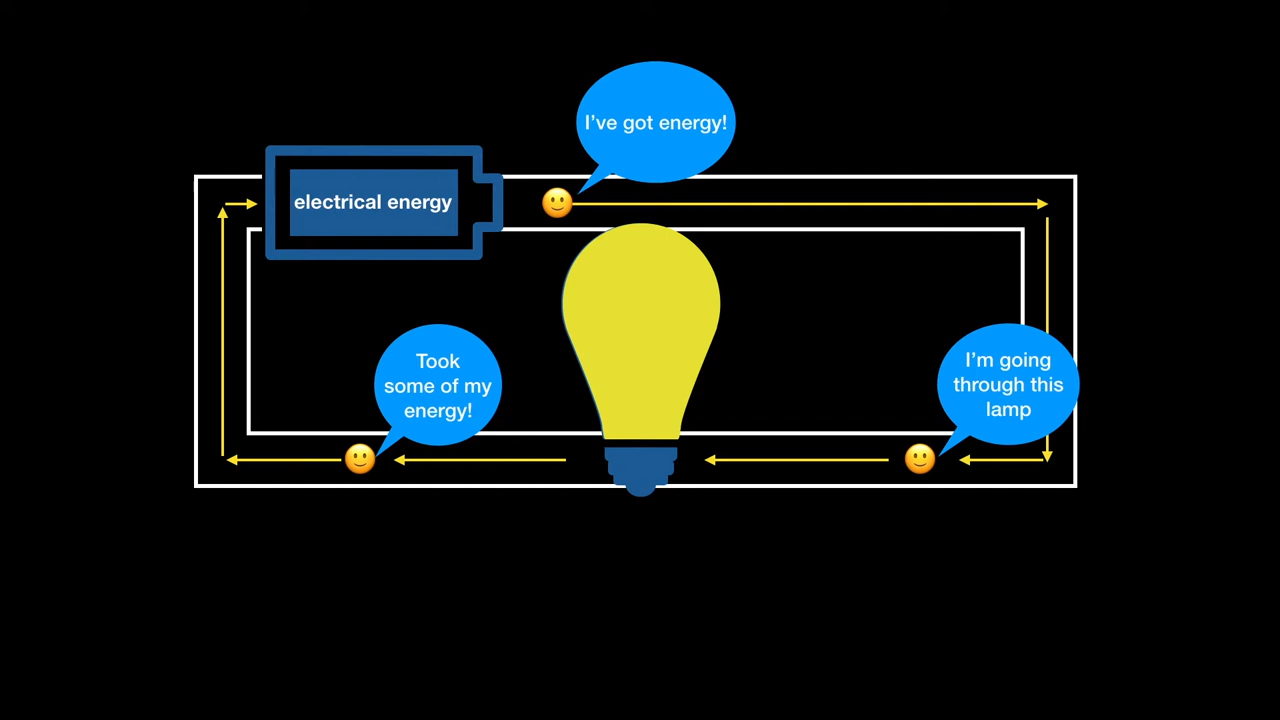 I've got energy!
electrical energy
Took
some of my
energy!
I'm going
through this
lamp